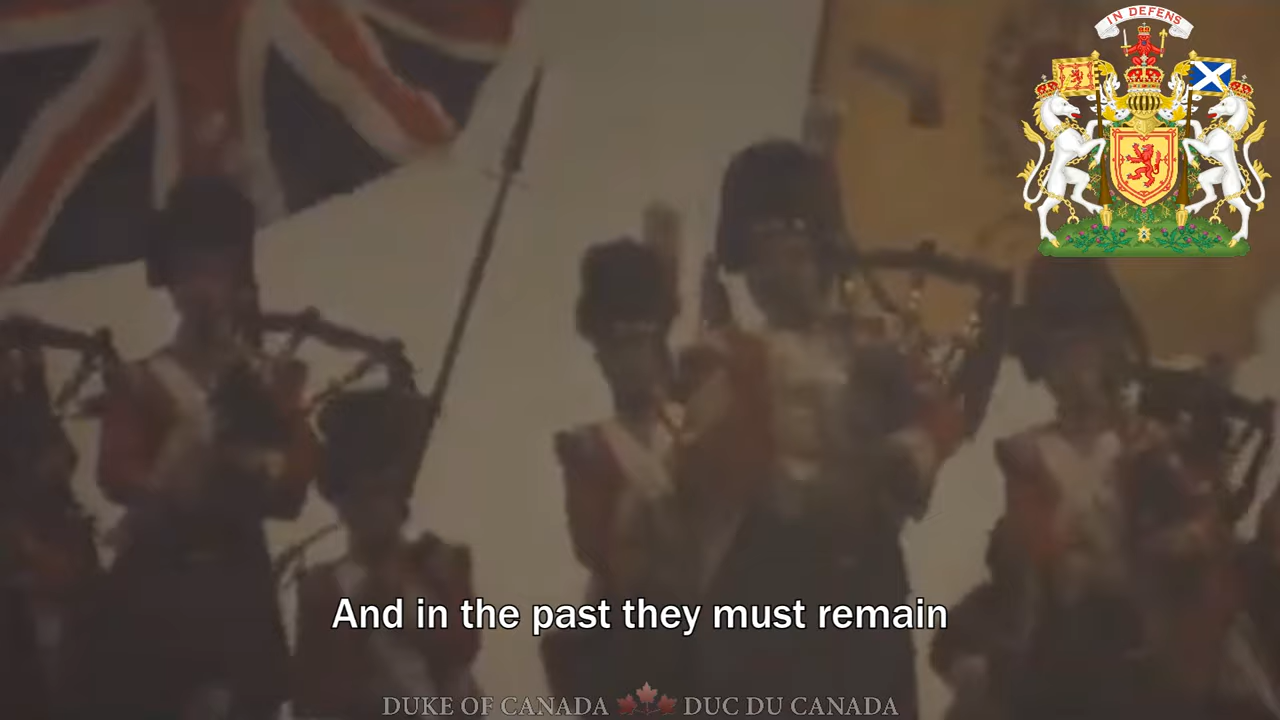 IN DEFENS
And in the past they must remain
DUKE OF CANADA DUC DU CANADA